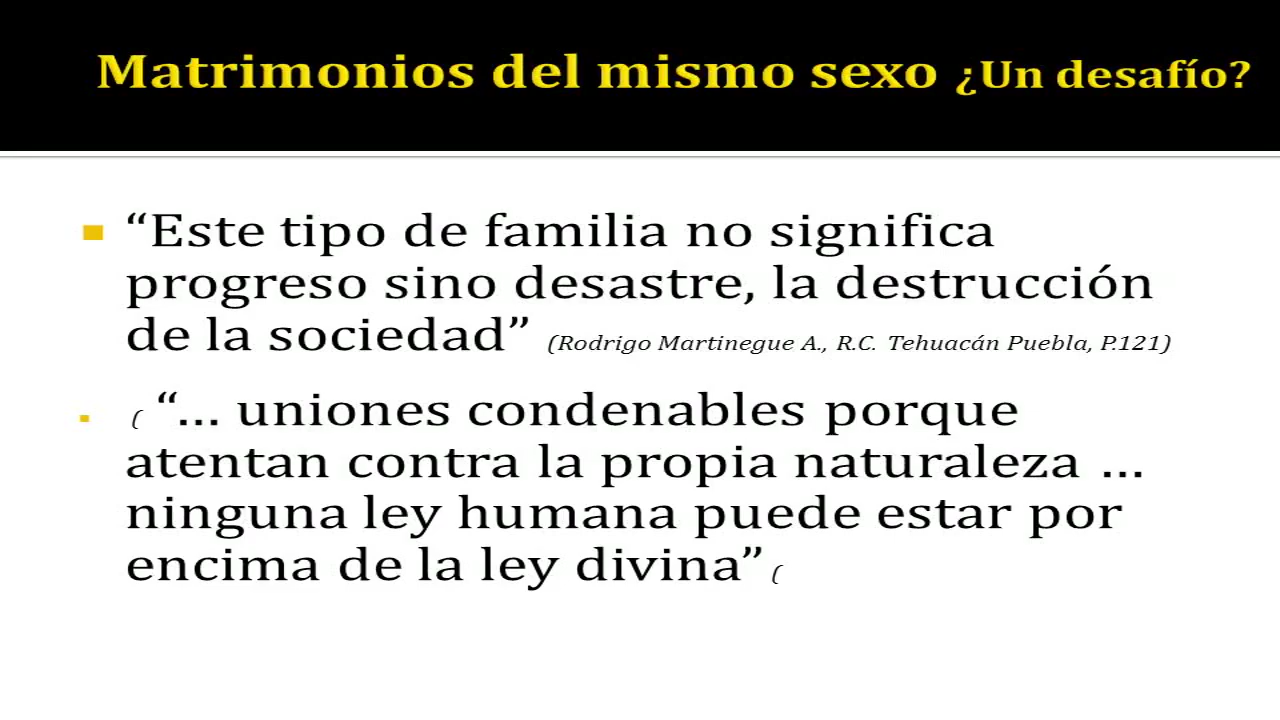 Matrimonios del mismo sexo ¿Un desafío?
“Este tipo de familia no significa
progreso sino desastre, la destrucción
de la sociedad” (Rodrigo Martinegue A., R.C. Tehuacán Puebla, P.121)
( “... uniones condenables porque
atentan contra la propia naturaleza ...
ninguna ley humana puede estar por
encima de la ley divina” (